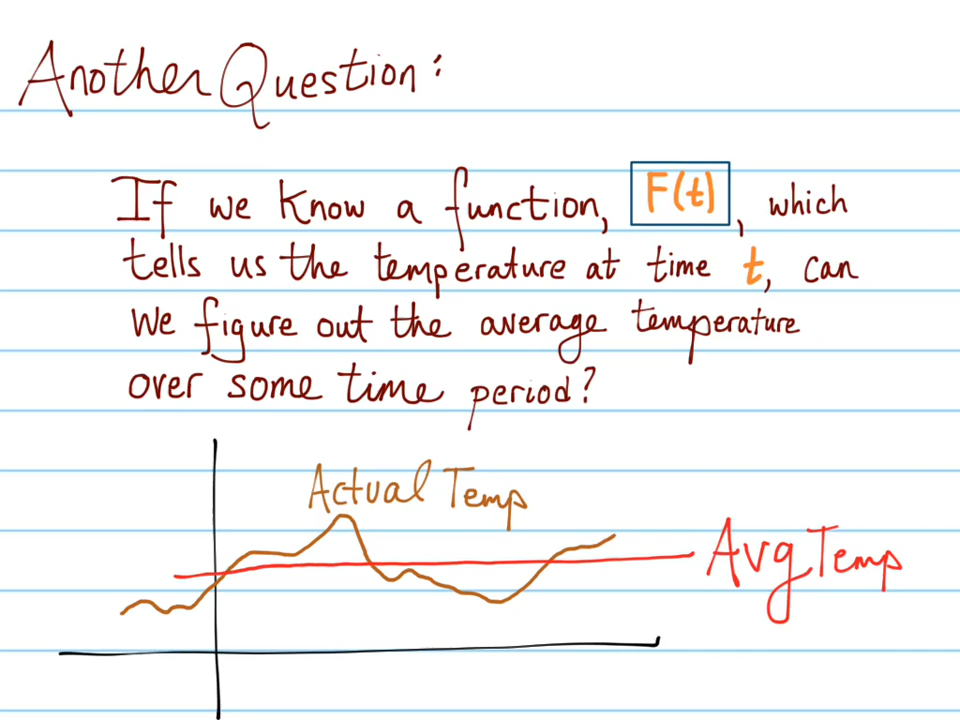 Another Question:
If we know a function, F(t), which
tells us the temperature at time t, can
we figure out the average temperature
over some time period?
Actual Temp
Avg Temp